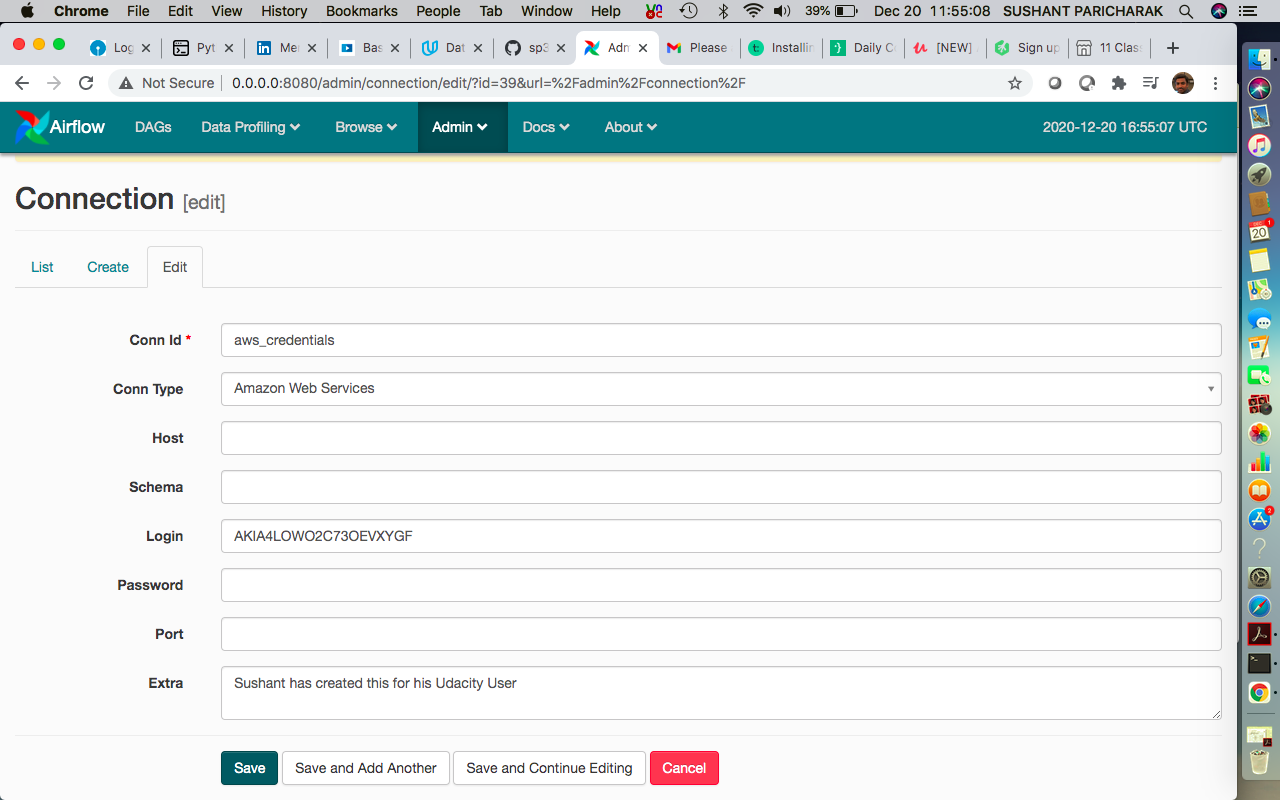 Chrome File Edit View History Bookmarks People Tab Window Help 39% Dec 20 11:55:08 SUSHANT PARICHARAK
Log Pyt Mer Bas Dat sp3 Adn Please Installin Daily Co [NEW] Sign up 11 Clas
Not Secure 0.0.0.0:8080/admin/connection/edit/?id=39&url=%2Fadmin%2Fconnection%2F
Airflow DAGs Data Profiling Browse Admin Docs About 2020-12-20 16:55:07 UTC
Connection [edit]
List Create Edit
Conn Id * aws_credentials
Conn Type Amazon Web Services
Host
Schema
Login AKIA4LOWO2C73OEVXYGF
Password
Port
Extra Sushant has created this for his Udacity User
Save Save and Add Another Save and Continue Editing Cancel